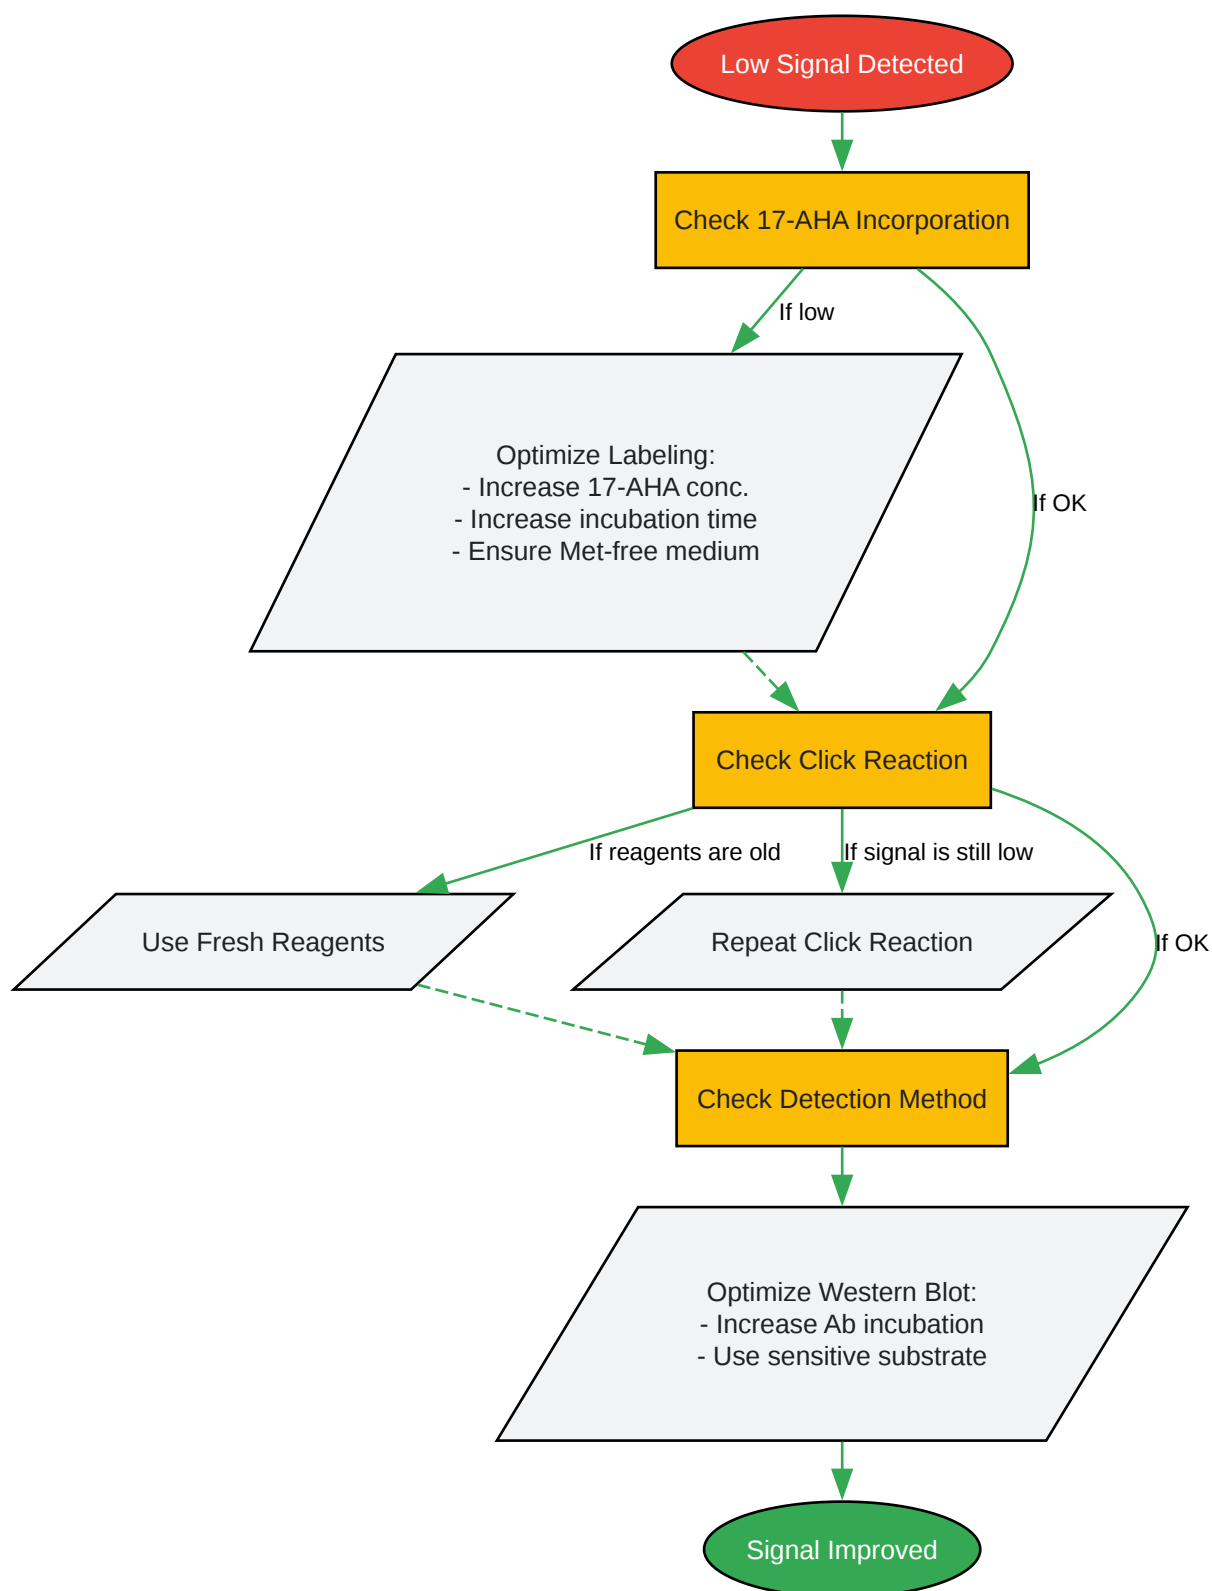 Low Signal Detected
Check 17-AHA Incorporation
If low
Optimize Labeling:
- Increase 17-AHA conc.
- Increase incubation time
- Ensure Met-free medium
If OK
Check Click Reaction
If reagents are old
If signal is still low
Use Fresh Reagents
Repeat Click Reaction
If OK
Check Detection Method
Optimize Western Blot:
- Increase Ab incubation
- Use sensitive substrate
Signal Improved